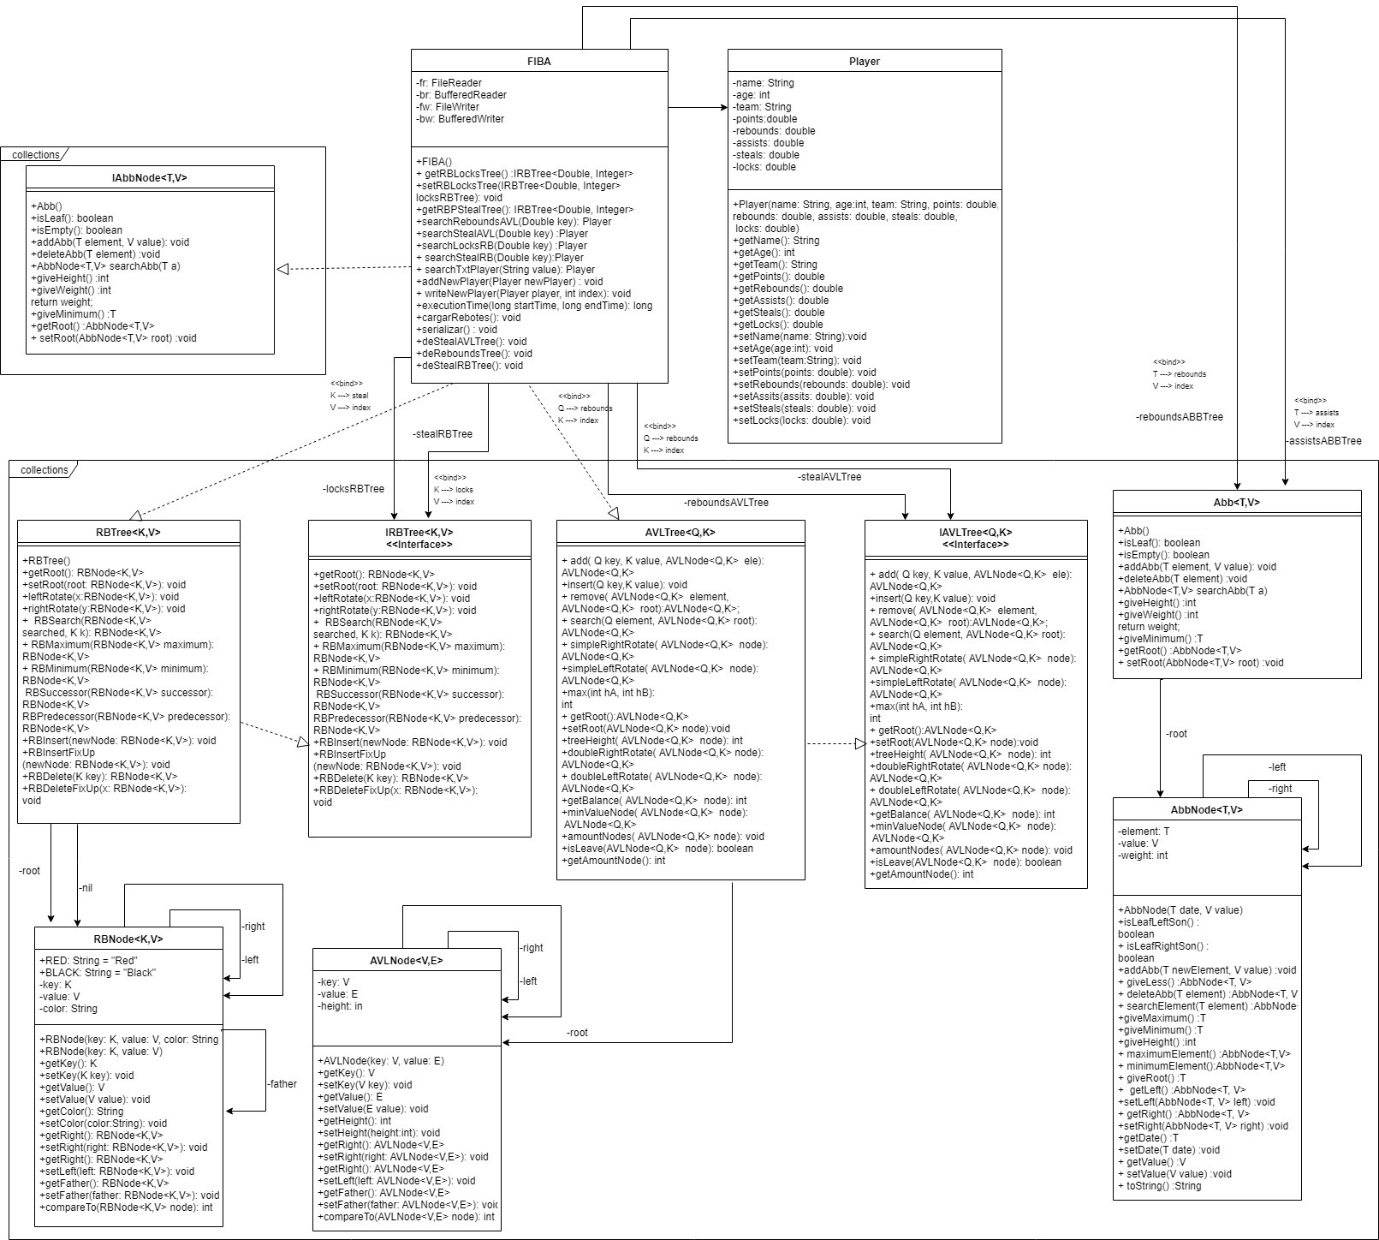 FIBA
-fr: FileReader
-br: BufferedReader
-fw: FileWriter
-bw: BufferedWriter
+FIBA()
+ getRBLocksTree() :IRBTree<Double, Integer>
+setRBLocksTree(IRBTree<Double, Integer>
locksRBTree): void
+getRBPStealTree(): IRBTree<Double, Integer>
+searchReboundsAVL(Double key): Player
+searchStealAVL(Double key) :Player
+searchLocksRB(Double key) :Player
+ searchStealRB(Double key):Player
+ searchTxtPlayer(String value): Player
+addNewPlayer(Player newPlayer) : void
+ writeNewPlayer(Player player, int index): void
+executionTime(long startTime, long endTime): long
+cargarRebotes(): void
+serializar() : void
+deStealAVLTree(): void
+deReboundsTree(): void
+deStealRBTree(): void
Player
-name: String
-age: int
-team: String
-points:double
-rebounds: double
-assists: double
-steals: double
-locks: double
+Player(name: String, age:int, team: String, points: double,
rebounds: double, assists: double, steals: double,
locks: double)
+getName(): String
+getAge(): int
+getTeam(): String
+getPoints(): double
+getRebounds(): double
+getAssists(): double
+getSteals(): double
+getLocks(): double
+setName(name: String):void
+setAge(age:int): void
+setTeam(team:String): void
+setPoints(points: double): void
+setRebounds(rebounds: double): void
+setAssits(assits: double): void
+setSteals(steals: double): void
+setLocks(locks: double): void
collections
IAbbNode<T,V>
+Abb()
+isLeaf(): boolean
+isEmpty(): boolean
+addAbb(T element, V value): void
+deleteAbb(T element) :void
+AbbNode<T,V> searchAbb(T a)
+giveHeight() :int
+giveWeight() :int
return weight;
+giveMinimum() :T
+getRoot() :AbbNode<T,V>
+ setRoot(AbbNode<T,V> root) :void
<<bind>>
K ---> steal
V ---> index
-stealRBTree
<<bind>>
Q ---> rebounds
K ---> index
<<bind>>
Q ---> rebounds
K ---> index
<<bind>>
T ---> rebounds
V ---> index
-reboundsABBTree
<<bind>>
T ---> assists
V ---> index
-assistsABBTree
collections
-locksRBTree
<<bind>>
K ---> locks
V ---> index
-stealAVLTree
-reboundsAVLTree
RBTree<K,V>
+RBTree()
+getRoot(): RBNode<K,V>
+setRoot(root: RBNode<K,V>): void
+leftRotate(x:RBNode<K,V>): void
+rightRotate(y:RBNode<K,V>): void
+ RBSearch(RBNode<K,V>
searched, K k): RBNode<K,V>
+ RBMaximum(RBNode<K,V> maximum):
RBNode<K,V>
+ RBMinimum(RBNode<K,V> minimum):
RBNode<K,V>
RBSuccessor(RBNode<K,V> successor):
RBNode<K,V>
RBPredecessor(RBNode<K,V> predecessor):
RBNode<K,V>
+RBInsert(newNode: RBNode<K,V>): void
+RBInsertFixUp
(newNode: RBNode<K,V>): void
+RBDelete(K key): RBNode<K,V>
+RBDeleteFixUp(x: RBNode<K,V>):
void
IRBTree<K,V>
<<Interface>>
+getRoot(): RBNode<K,V>
+setRoot(root: RBNode<K,V>): void
+leftRotate(x:RBNode<K,V>): void
+rightRotate(y:RBNode<K,V>): void
+ RBSearch(RBNode<K,V>
searched, K k): RBNode<K,V>
+ RBMaximum(RBNode<K,V> maximum):
RBNode<K,V>
+ RBMinimum(RBNode<K,V> minimum):
RBNode<K,V>
RBSuccessor(RBNode<K,V> successor):
RBNode<K,V>
RBPredecessor(RBNode<K,V> predecessor):
RBNode<K,V>
+RBInsert(newNode: RBNode<K,V>): void
+RBInsertFixUp
(newNode: RBNode<K,V>): void
+RBDelete(K key): RBNode<K,V>
+RBDeleteFixUp(x: RBNode<K,V>):
void
AVLTree<Q,K>
+ add( Q key, K value, AVLNode<Q,K> ele):
AVLNode<Q,K>
+insert(Q key,K value): void
+ remove( AVLNode<Q,K> element,
AVLNode<Q,K> root):AVLNode<Q,K>;
+ search(Q element, AVLNode<Q,K> root):
AVLNode<Q,K>
+ simpleRightRotate( AVLNode<Q,K> node):
AVLNode<Q,K>
+simpleLeftRotate( AVLNode<Q,K> node):
AVLNode<Q,K>
+max(int hA, int hB):
int
+ getRoot():AVLNode<Q,K>
+setRoot(AVLNode<Q,K> node):void
+treeHeight( AVLNode<Q,K> node): int
+doubleRightRotate( AVLNode<Q,K> node):
AVLNode<Q,K>
+ doubleLeftRotate( AVLNode<Q,K> node):
AVLNode<Q,K>
+getBalance( AVLNode<Q,K> node): int
+minValueNode( AVLNode<Q,K> node):
AVLNode<Q,K>
+amountNodes( AVLNode<Q,K> node): void
+isLeave(AVLNode<Q,K> node): boolean
+getAmountNode(): int
IAVLTree<Q,K>
<<Interface>>
+ add( Q key, K value, AVLNode<Q,K> ele):
AVLNode<Q,K>
+insert(Q key,K value): void
+ remove( AVLNode<Q,K> element,
AVLNode<Q,K> root):AVLNode<Q,K>;
+ search(Q element, AVLNode<Q,K> root):
AVLNode<Q,K>
+ simpleRightRotate( AVLNode<Q,K> node):
AVLNode<Q,K>
+simpleLeftRotate( AVLNode<Q,K> node):
AVLNode<Q,K>
+max(int hA, int hB):
int
+ getRoot():AVLNode<Q,K>
+setRoot(AVLNode<Q,K> node):void
+treeHeight( AVLNode<Q,K> node): int
+doubleRightRotate( AVLNode<Q,K> node):
AVLNode<Q,K>
+ doubleLeftRotate( AVLNode<Q,K> node):
AVLNode<Q,K>
+getBalance( AVLNode<Q,K> node): int
+minValueNode( AVLNode<Q,K> node):
AVLNode<Q,K>
+amountNodes( AVLNode<Q,K> node): void
+isLeave(AVLNode<Q,K> node): boolean
+getAmountNode(): int
Abb<T,V>
+Abb()
+isLeaf(): boolean
+isEmpty(): boolean
+addAbb(T element, V value): void
+deleteAbb(T element) :void
+AbbNode<T,V> searchAbb(T a)
+giveHeight() :int
+giveWeight() :int
return weight;
+giveMinimum() :T
+getRoot() :AbbNode<T,V>
+ setRoot(AbbNode<T,V> root) :void
-root
-left
-right
AbbNode<T,V>
-element: T
-value: V
-weight: int
+AbbNode(T date, V value)
+isLeafLeftSon() :
boolean
+ isLeafRightSon() :
boolean
+addAbb(T newElement, V value) :void
+ giveLess() :AbbNode<T, V>
+ deleteAbb(T element) :AbbNode<T, V
+ searchElement(T element) :AbbNode
+giveMaximum() :T
+giveMinimum() :T
+giveHeight() :int
+ maximumElement() :AbbNode<T,V>
+ minimumElement():AbbNode<T,V>
+ giveRoot() :T
+ getLeft() :AbbNode<T, V>
+setLeft(AbbNode<T, V> left) :void
+ getRight() :AbbNode<T, V>
+setRight(AbbNode<T, V> right) :void
+getDate() :T
+setDate(T date) :void
+ getValue() :V
+ setValue(V value) :void
+ toString() :String
-root
-nil
-right
-left
RBNode<K,V>
+RED: String = "Red"
+BLACK: String = "Black"
-key: K
-value: V
-color: String
+RBNode(key: K, value: V, color: String
+RBNode(key: K, value: V)
+getKey(): K
+setKey(K key): void
+getValue(): V
+setValue(V value): void
+getColor(): String
+setColor(color:String): void
+getRight(): RBNode<K,V>
+setRight(right: RBNode<K,V>): void
+getRight(): RBNode<K,V>
+setLeft(left: RBNode<K,V>): void
+getFather(): RBNode<K,V>
+setFather(father: RBNode<K,V>): void
+compareTo(RBNode<K,V> node): int
-father
-right
-left
-root
AVLNode<V,E>
-key: V
-value: E
-height: in
+AVLNode(key: V, value: E)
+getKey(): V
+setKey(V key): void
+getValue(): E
+setValue(E value): void
+getHeight(): int
+setHeight(height:int): void
+getRight(): AVLNode<V,E>
+setRight(right: AVLNode<V,E>): void
+getRight(): AVLNode<V,E>
+setLeft(left: AVLNode<V,E>): void
+getFather(): AVLNode<V,E>
+setFather(father: AVLNode<V,E>): void
+compareTo(AVLNode<V,E> node): int